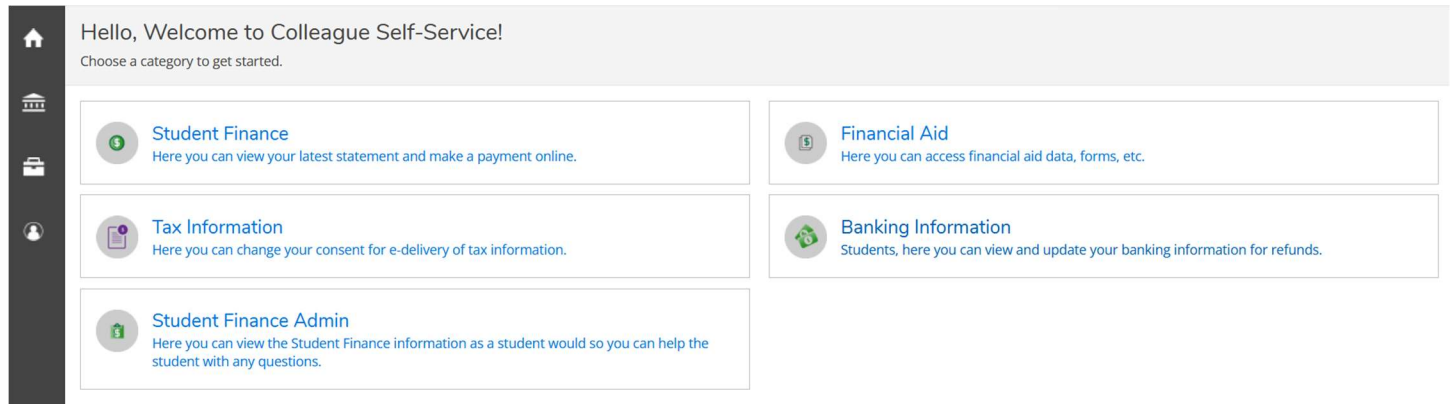 Hello, Welcome to Colleague Self-Service!
Choose a category to get started.
Student Finance
Here you can view your latest statement and make a payment online.
Financial Aid
Here you can access financial aid data, forms, etc.
Tax Information
Here you can change your consent for e-delivery of tax information.
Banking Information
Students, here you can view and update your banking information for refunds.
Student Finance Admin
Here you can view the Student Finance information as a student would so you can help the
student with any questions.